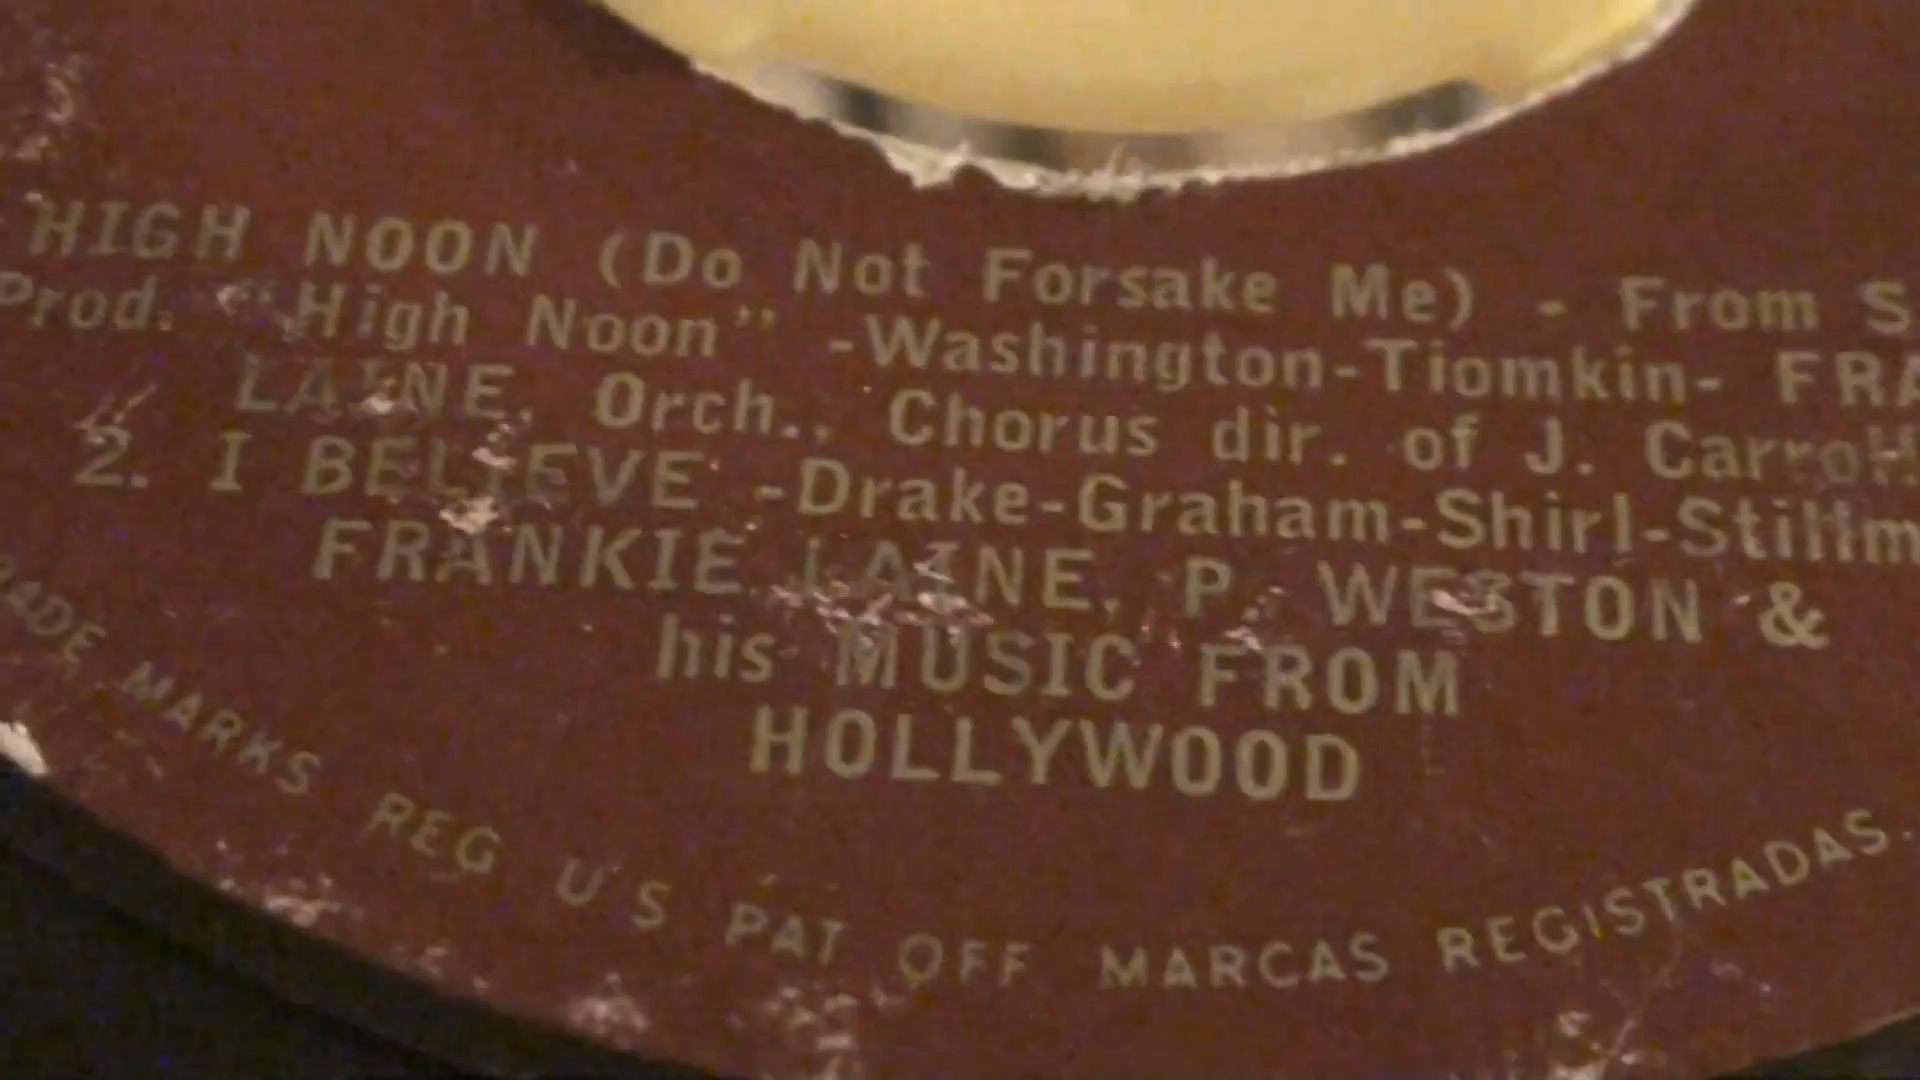 HIGH NOON (Do Not Forsake Me) - From S
Prod. "High Noon" -Washington-Tiomkin- FRA
LAINE, Orch., Chorus dir. of J. Carroll
2. I BELIEVE -Drake-Graham-Shirl-Stillm
FRANKIE LAINE, P. WESTON &
his MUSIC FROM
HOLLYWOOD
RADE MARKS REG U S PAT OFF MARCAS REGISTRADAS.